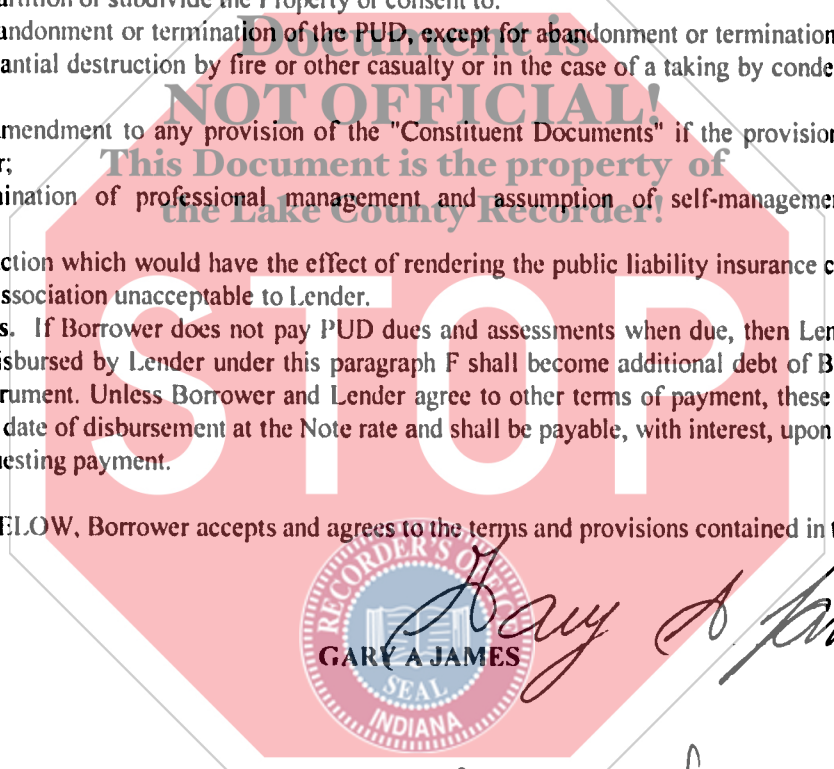 artition or subdivide the Property or consent to:
andonment or termination of the PUD, except for abandonment or termination
Document is
antial destruction by fire or other casualty or in the case of a taking by conde
NOT OFFICIAL!
mendment to any provision of the "Constituent Documents" if the provision
r;
This Document is the property of
ination of professional management and assumption of self-managemen
the Lake County Recorder!
ction which would have the effect of rendering the public liability insurance c
ssociation unacceptable to Lender.
s. If Borrower does not pay PUD dues and assessments when due, then Len
isbursed by Lender under this paragraph F shall become additional debt of B
rument. Unless Borrower and Lender agree to other terms of payment, these
date of disbursement at the Note rate and shall be payable, with interest, upon
uesting payment.
STOP
ELOW, Borrower accepts and agrees to the terms and provisions contained in t
RECORDER'S OFFICE
Gary A Jam
GARY A JAMES
SEAL
INDIANA